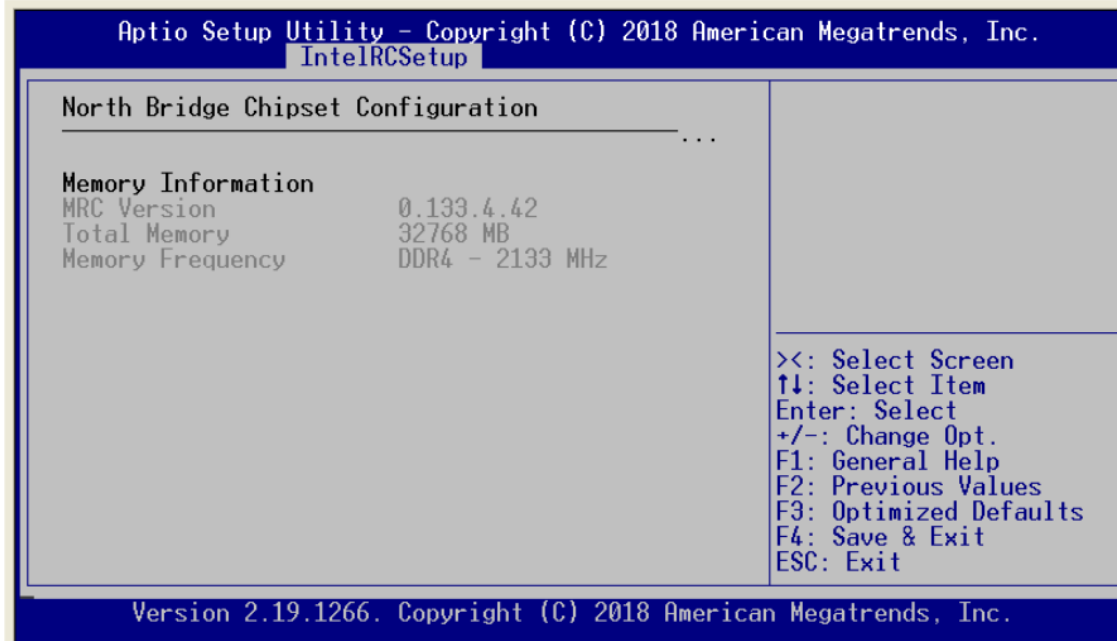 Aptio Setup Utility - Copyright (C) 2018 American Megatrends, Inc.
IntelRCSetup
North Bridge Chipset Configuration
...
Memory Information
MRC Version 0.133.4.42
Total Memory 32768 MB
Memory Frequency DDR4 - 2133 MHz
><: Select Screen
↑↓: Select Item
Enter: Select
+/-: Change Opt.
F1: General Help
F2: Previous Values
F3: Optimized Defaults
F4: Save & Exit
ESC: Exit
Version 2.19.1266. Copyright (C) 2018 American Megatrends, Inc.